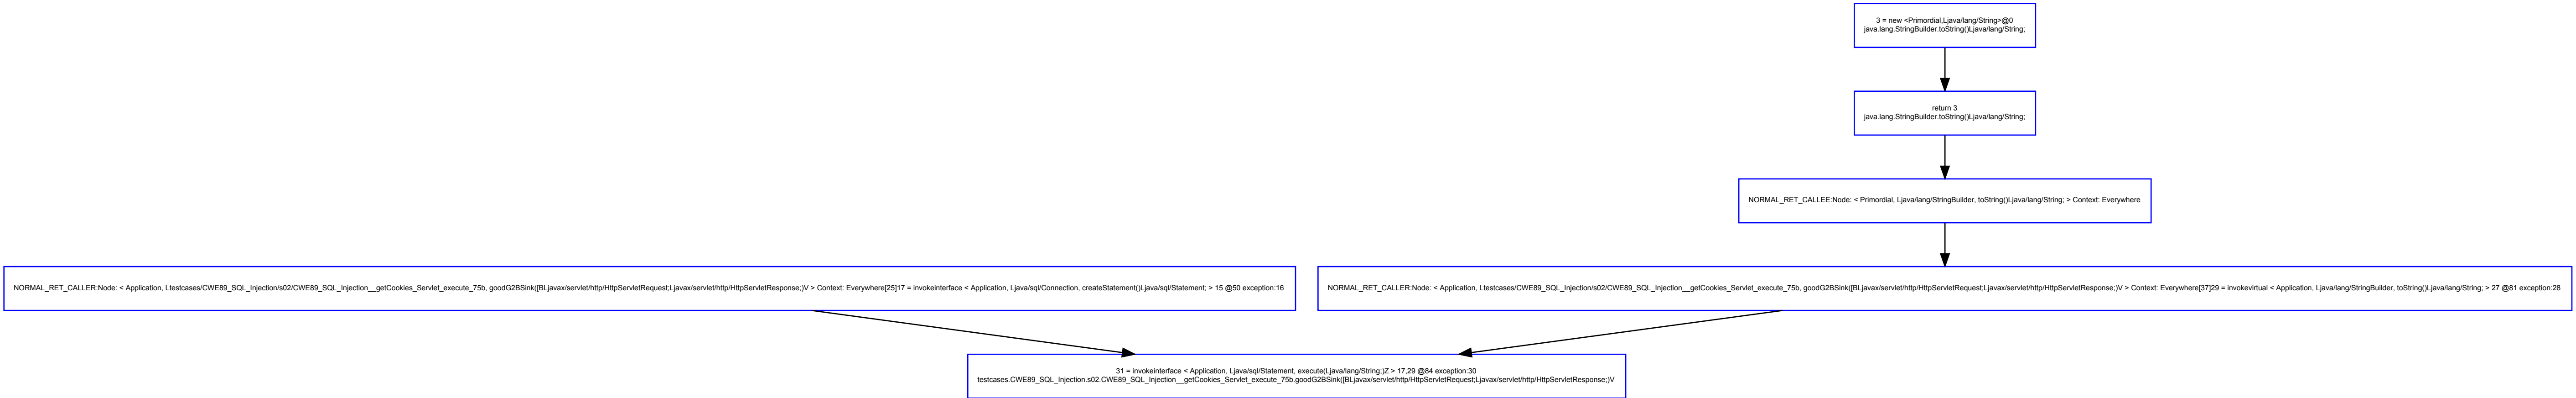 3 = new <Primordial,Ljava/lang/String>@0
java.lang.StringBuilder.toString()Ljava/lang/String;
return 3
java.lang.StringBuilder.toString()Ljava/lang/String;
NORMAL_RET_CALLEE:Node: < Primordial, Ljava/lang/StringBuilder, toString()Ljava/lang/String; > Context: Everywhere
NORMAL_RET_CALLER:Node: < Application, Ltestcases/CWE89_SQL_Injection/s02/CWE89_SQL_Injection__getCookies_Servlet_execute_75b, goodG2BSink([BLjavax/servlet/http/HttpServletRequest;Ljavax/servlet/http/HttpServletResponse;)V > Context: Everywhere[25]17 = invokeinterface < Application, Ljava/sql/Connection, createStatement()Ljava/sql/Statement; > 15 @50 exception:16
NORMAL_RET_CALLER:Node: < Application, Ltestcases/CWE89_SQL_Injection/s02/CWE89_SQL_Injection__getCookies_Servlet_execute_75b, goodG2BSink([BLjavax/servlet/http/HttpServletRequest;Ljavax/servlet/http/HttpServletResponse;)V > Context: Everywhere[37]29 = invokevirtual < Application, Ljava/lang/StringBuilder, toString()Ljava/lang/String; > 27 @81 exception:28
31 = invokeinterface < Application, Ljava/sql/Statement, execute(Ljava/lang/String;)Z > 17,29 @84 exception:30
testcases.CWE89_SQL_Injection.s02.CWE89_SQL_Injection__getCookies_Servlet_execute_75b.goodG2BSink([BLjavax/servlet/http/HttpServletRequest;Ljavax/servlet/http/HttpServletResponse;)V